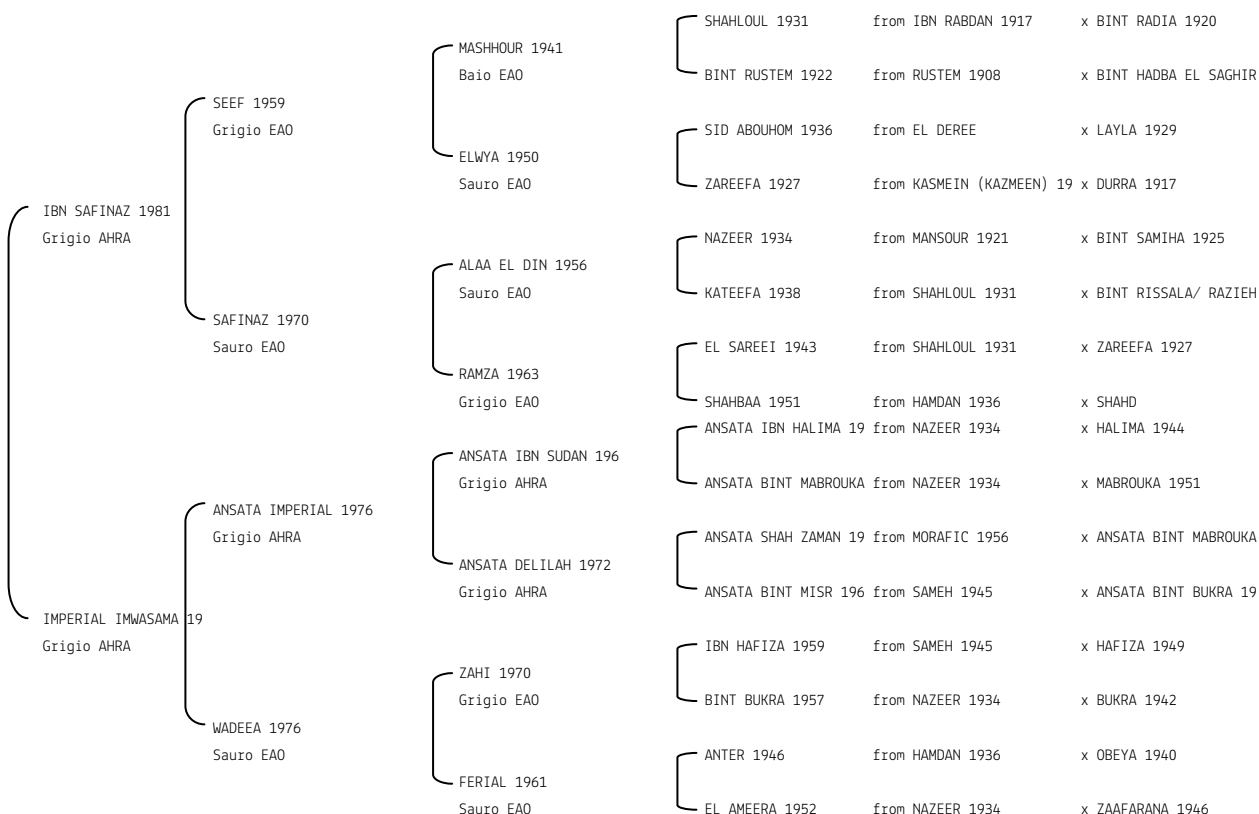 SHAHLOUL 1931 from IBN RABDAN 1917 x BINT RADIA 1920
MASHHOUR 1941
Baio EAO
BINT RUSTEM 1922 from RUSTEM 1908 x BINT HADBA EL SAGHIR
SEEF 1959
Grigio EAO
SID ABOUHOM 1936 from EL DEREE x LAYLA 1929
ELWYA 1950
Sauro EAO
ZAREEFA 1927 from KASMEIN (KAZMEEN) 19 x DURRA 1917
IBN SAFINAZ 1981
Grigio AHRA
NAZEER 1934 from MANSOUR 1921 x BINT SAMIHA 1925
ALAA EL DIN 1956
Sauro EAO
KATEEFA 1938 from SHAHLOUL 1931 x BINT RISSALA/ RAZIEH
SAFINAZ 1970
Sauro EAO
EL SAREEI 1943 from SHAHLOUL 1931 x ZAREEFA 1927
RAMZA 1963
Grigio EAO
SHAHBAA 1951 from HAMDAN 1936 x SHAHD
ANSATA IBN HALIMA 19 from NAZEER 1934 x HALIMA 1944
ANSATA IBN SUDAN 196
Grigio AHRA
ANSATA BINT MABROUKA from NAZEER 1934 x MABROUKA 1951
ANSATA IMPERIAL 1976
Grigio AHRA
ANSATA SHAH ZAMAN 19 from MORAFIC 1956 x ANSATA BINT MABROUKA
ANSATA DELILAH 1972
Grigio AHRA
ANSATA BINT MISR 196 from SAMEH 1945 x ANSATA BINT BUKRA 19
IMPERIAL IMWASAMA 19
Grigio AHRA
IBN HAFIZA 1959 from SAMEH 1945 x HAFIZA 1949
ZAHI 1970
Grigio EAO
BINT BUKRA 1957 from NAZEER 1934 x BUKRA 1942
WADEEA 1976
Sauro EAO
ANTER 1946 from HAMDAN 1936 x OBEYA 1940
FERIAL 1961
Sauro EAO
EL AMEERA 1952 from NAZEER 1934 x ZAAFARANA 1946